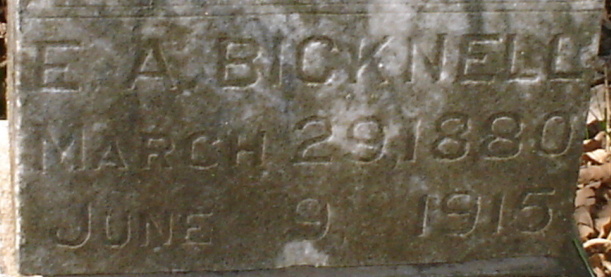 E. A. BICKNELL
MARCH 29, 1880
JUNE 9, 1915